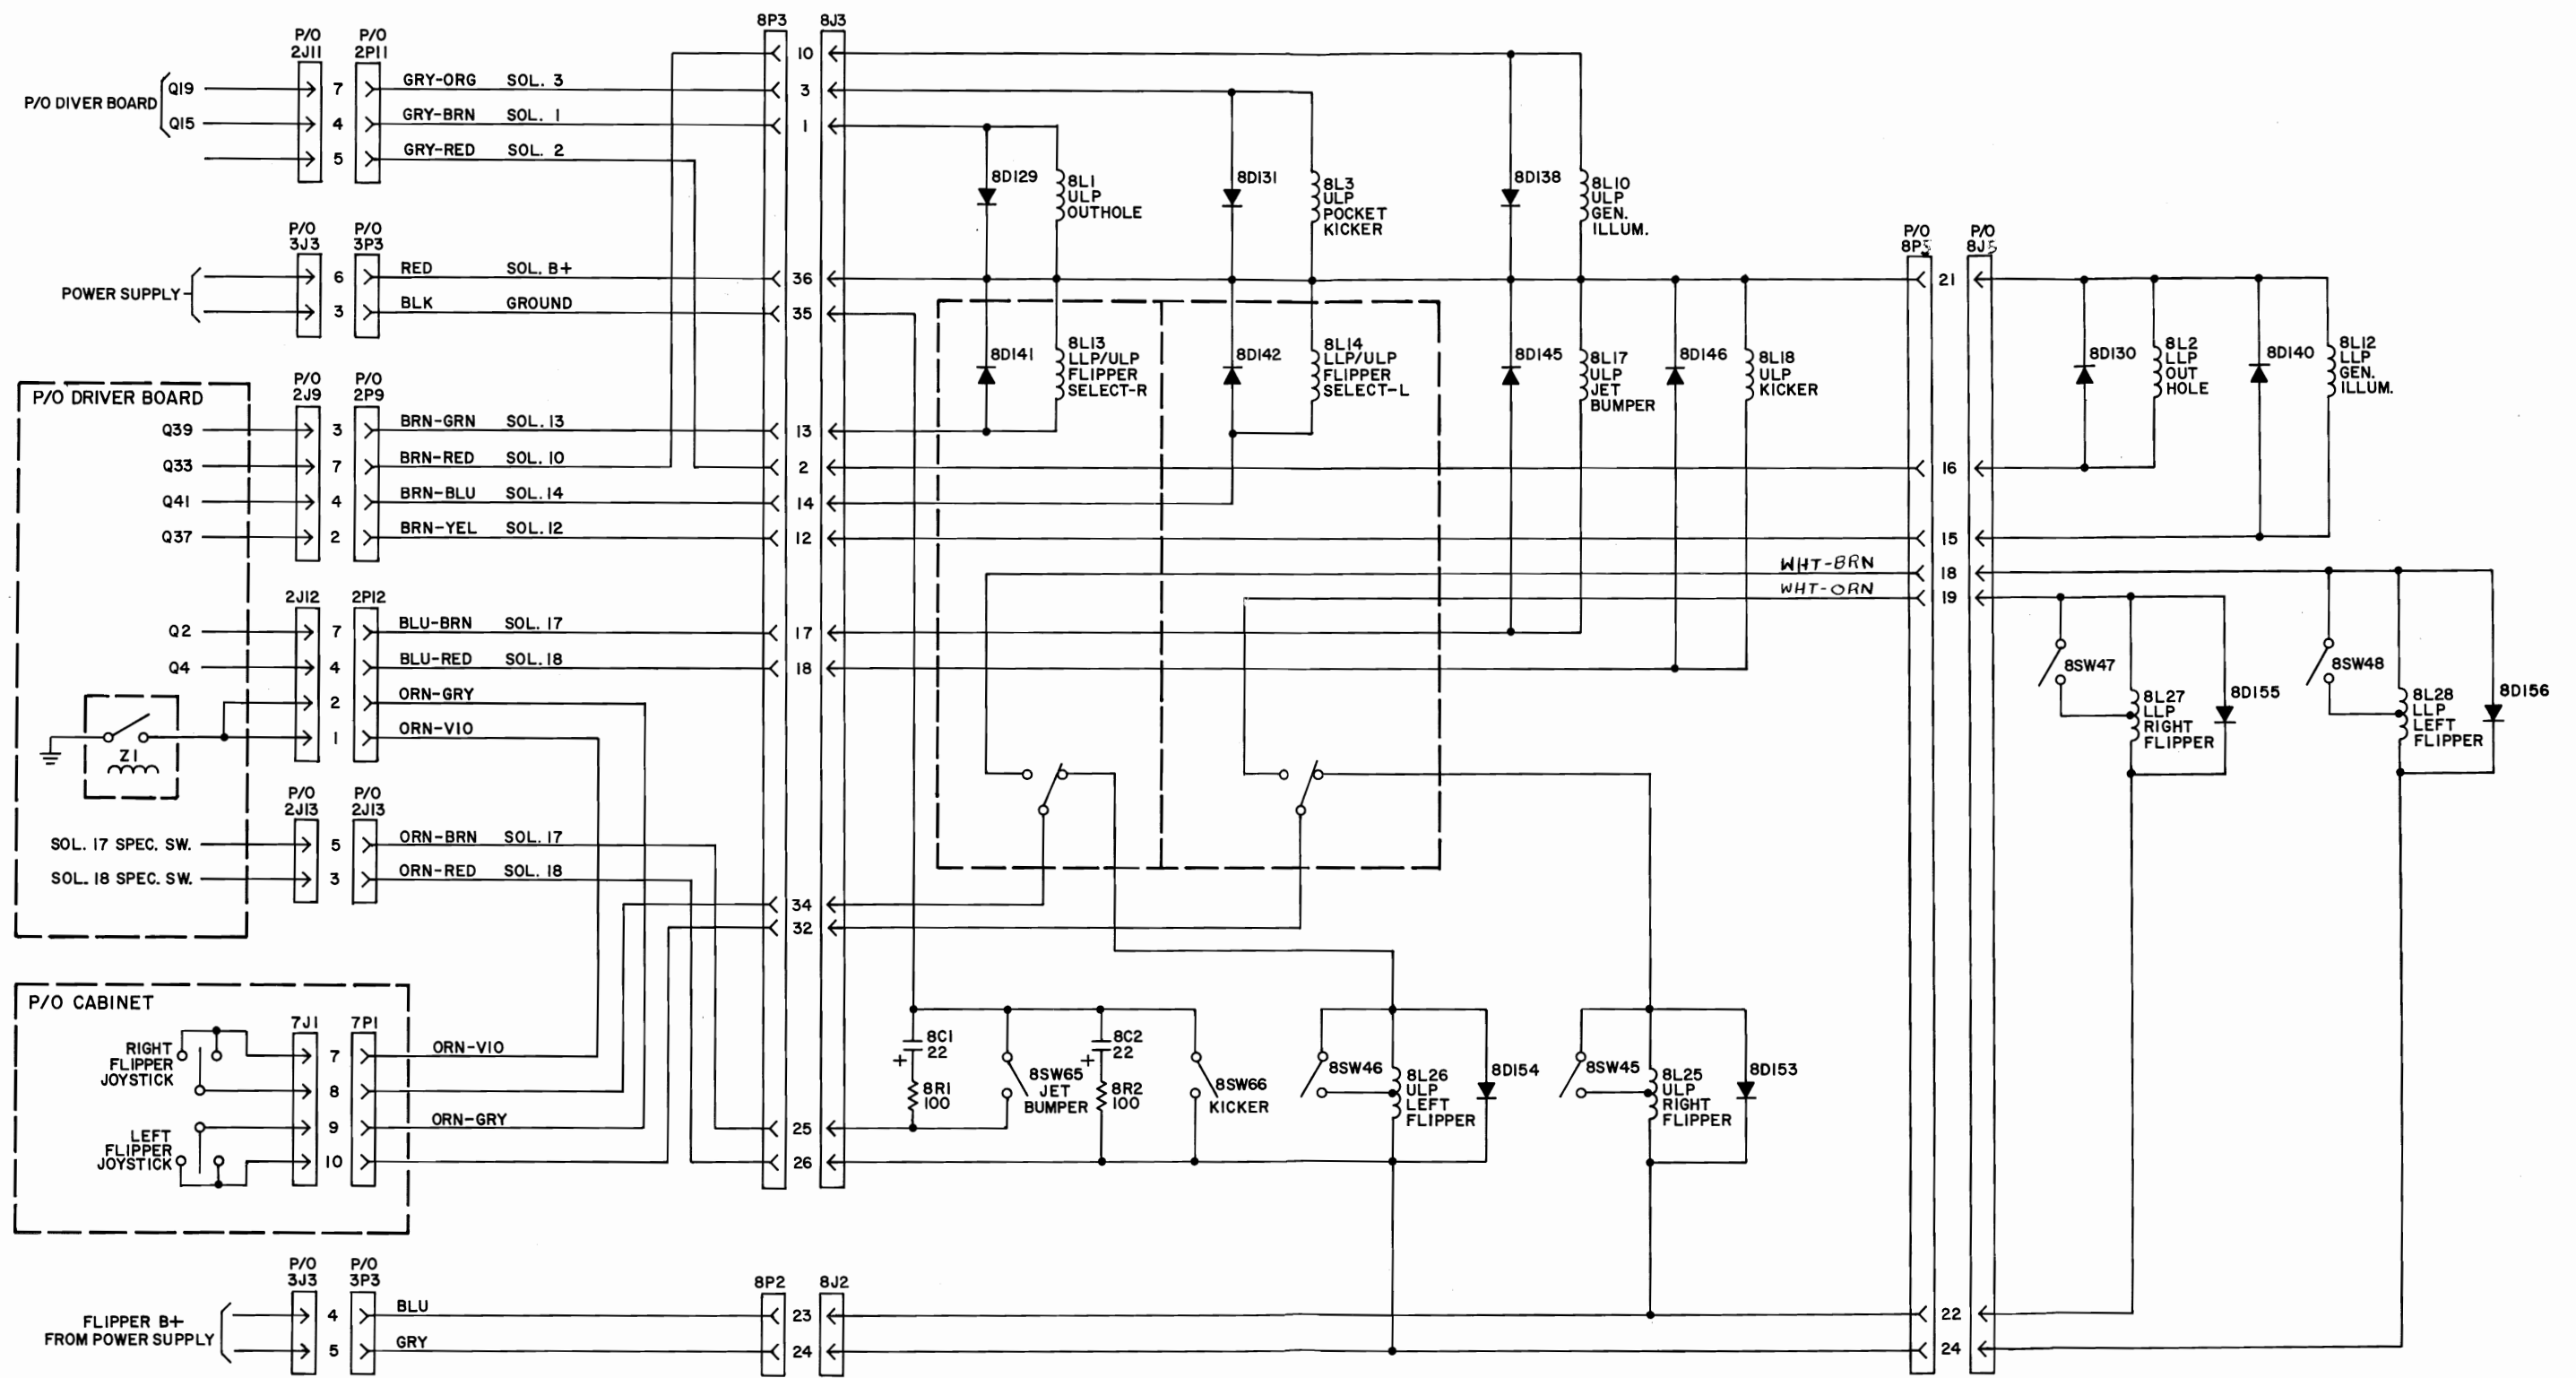 P/O DIVER BOARD
Q19
Q15
P/O
2J11
P/O
2P11
7
4
5
GRY-ORG SOL. 3
GRY-BRN SOL. 1
GRY-RED SOL. 2
POWER SUPPLY
P/O
3J3
P/O
3P3
6
3
RED SOL. B+
BLK GROUND
P/O DRIVER BOARD
P/O
2J9
P/O
2P9
Q39
Q33
Q41
Q37
3
7
4
2
BRN-GRN SOL. 13
BRN-RED SOL. 10
BRN-BLU SOL. 14
BRN-YEL SOL. 12
2J12
2P12
Q2
Q4
7
4
2
1
BLU-BRN SOL. 17
BLU-RED SOL. 18
ORN-GRY
ORN-VIO
Z1
P/O
2J13
P/O
2J13
SOL. 17 SPEC. SW.
SOL. 18 SPEC. SW.
5
3
ORN-BRN SOL. 17
ORN-RED SOL. 18
P/O CABINET
7J1
7P1
RIGHT
FLIPPER
JOYSTICK
LEFT
FLIPPER
JOYSTICK
7
8
9
10
ORN-VIO
ORN-GRY
P/O
3J3
P/O
3P3
FLIPPER B+
FROM POWER SUPPLY
4
5
BLU
GRY
8P3
8J3
10
3
1
36
35
13
2
14
12
17
18
34
32
25
26
8P2
8J2
23
24
8D129
8L1
ULP
OUTHOLE
8D131
8L3
ULP
POCKET
KICKER
8D138
8L10
ULP
GEN.
ILLUM.
8D141
8L13
LLP/ULP
FLIPPER
SELECT-R
8D142
8L14
LLP/ULP
FLIPPER
SELECT-L
8D145
8L17
ULP
JET
BUMPER
8D146
8L18
ULP
KICKER
WHT-BRN
WHT-ORN
8C1
22
+
8R1
100
8SW65
JET
BUMPER
8C2
22
+
8R2
100
8SW66
KICKER
8SW46
8L26
ULP
LEFT
FLIPPER
8D154
8SW45
8L25
ULP
RIGHT
FLIPPER
8D153
P/O
8P5
P/O
8J5
21
16
15
18
19
22
24
8D130
8L2
LLP
OUT
HOLE
8D140
8L12
LLP
GEN.
ILLUM.
8SW47
8L27
LLP
RIGHT
FLIPPER
8D155
8SW48
8L28
LLP
LEFT
FLIPPER
8D156